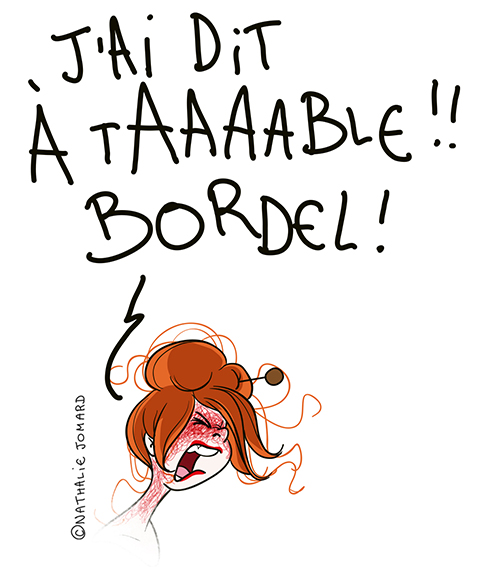 J'Ai DiT
À TAAAABLE!!
BORDEL!
©NATHALiE JOMARD